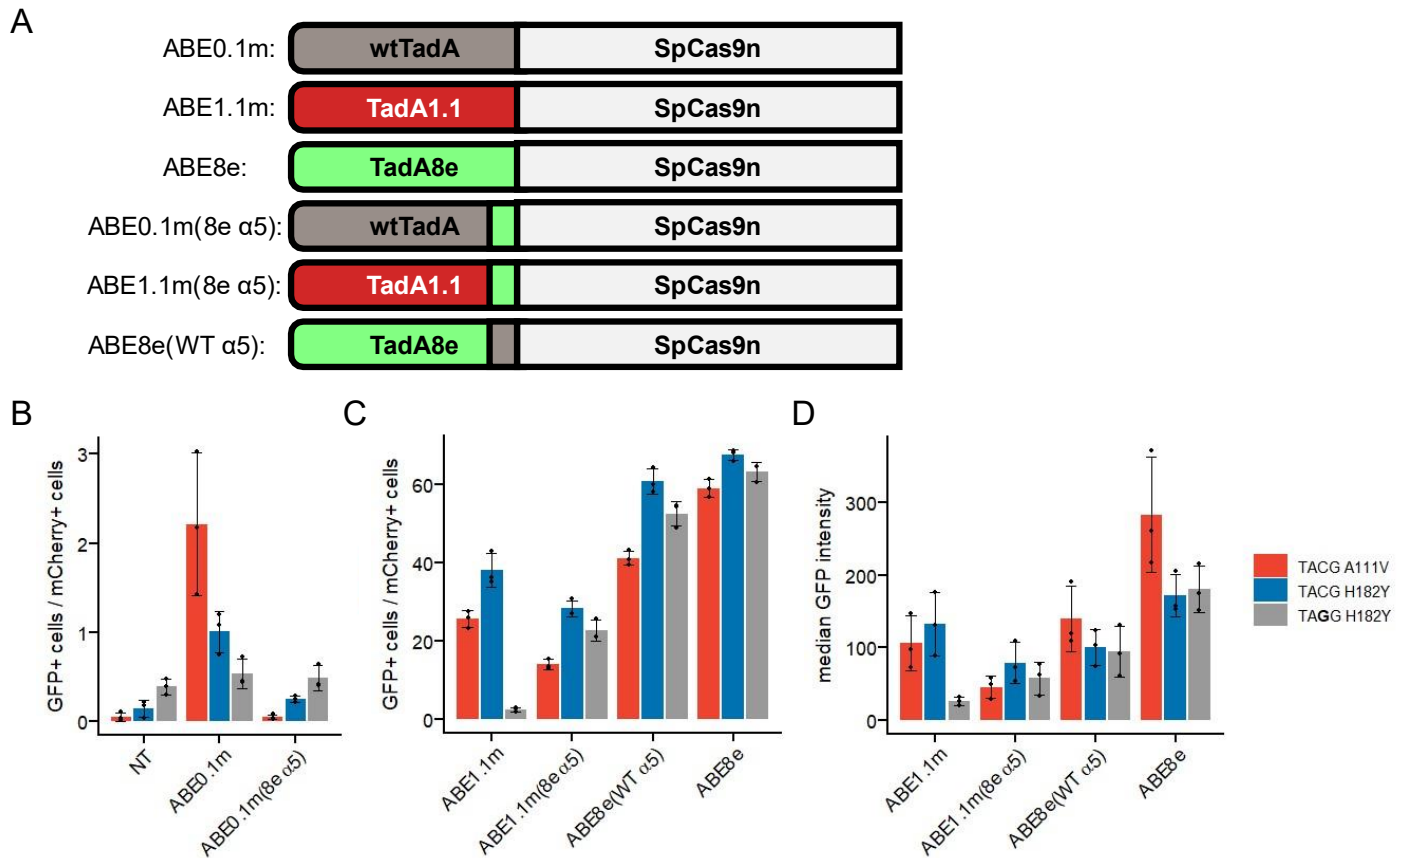 A
ABE0.1m: wtTadA SpCas9n
ABE1.1m: TadA1.1 SpCas9n
ABE8e: TadA8e SpCas9n
ABE0.1m(8e α5): wtTadA SpCas9n
ABE1.1m(8e α5): TadA1.1 SpCas9n
ABE8e(WT α5): TadA8e SpCas9n
B
GFP+ cells / mCherry+ cells
3
2
1
0
NT
ABE0.1m
ABE0.1m(8e α5)
C
GFP+ cells / mCherry+ cells
60
40
20
0
ABE1.1m
ABE1.1m(8e α5)
ABE8e(WT α5)
ABE8e
D
median GFP intensity
300
200
100
0
ABE1.1m
ABE1.1m(8e α5)
ABE8e(WT α5)
ABE8e
TACG A111V
TACG H182Y
TAGG H182Y